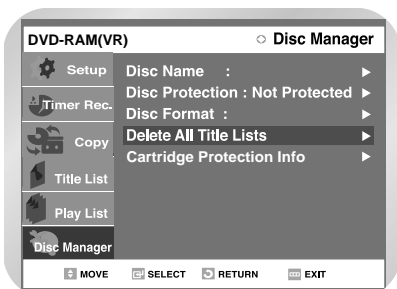 DVD-RAM(VR)
Disc Manager
Setup
Timer Rec.
Copy
Title List
Play List
Disc Manager
Disc Name :
Disc Protection : Not Protected
Disc Format :
Delete All Title Lists
Cartridge Protection Info
MOVE SELECT RETURN EXIT